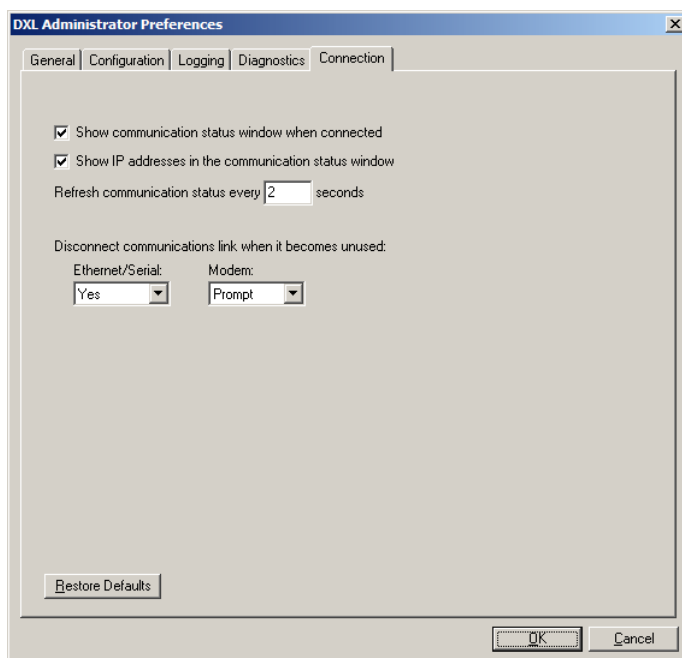 DXL Administrator Preferences
General Configuration Logging Diagnostics Connection
Show communication status window when connected
Show IP addresses in the communication status window
Refresh communication status every 2 seconds
Disconnect communications link when it becomes unused:
Ethernet/Serial: Modem:
Yes Prompt
Restore Defaults
OK Cancel